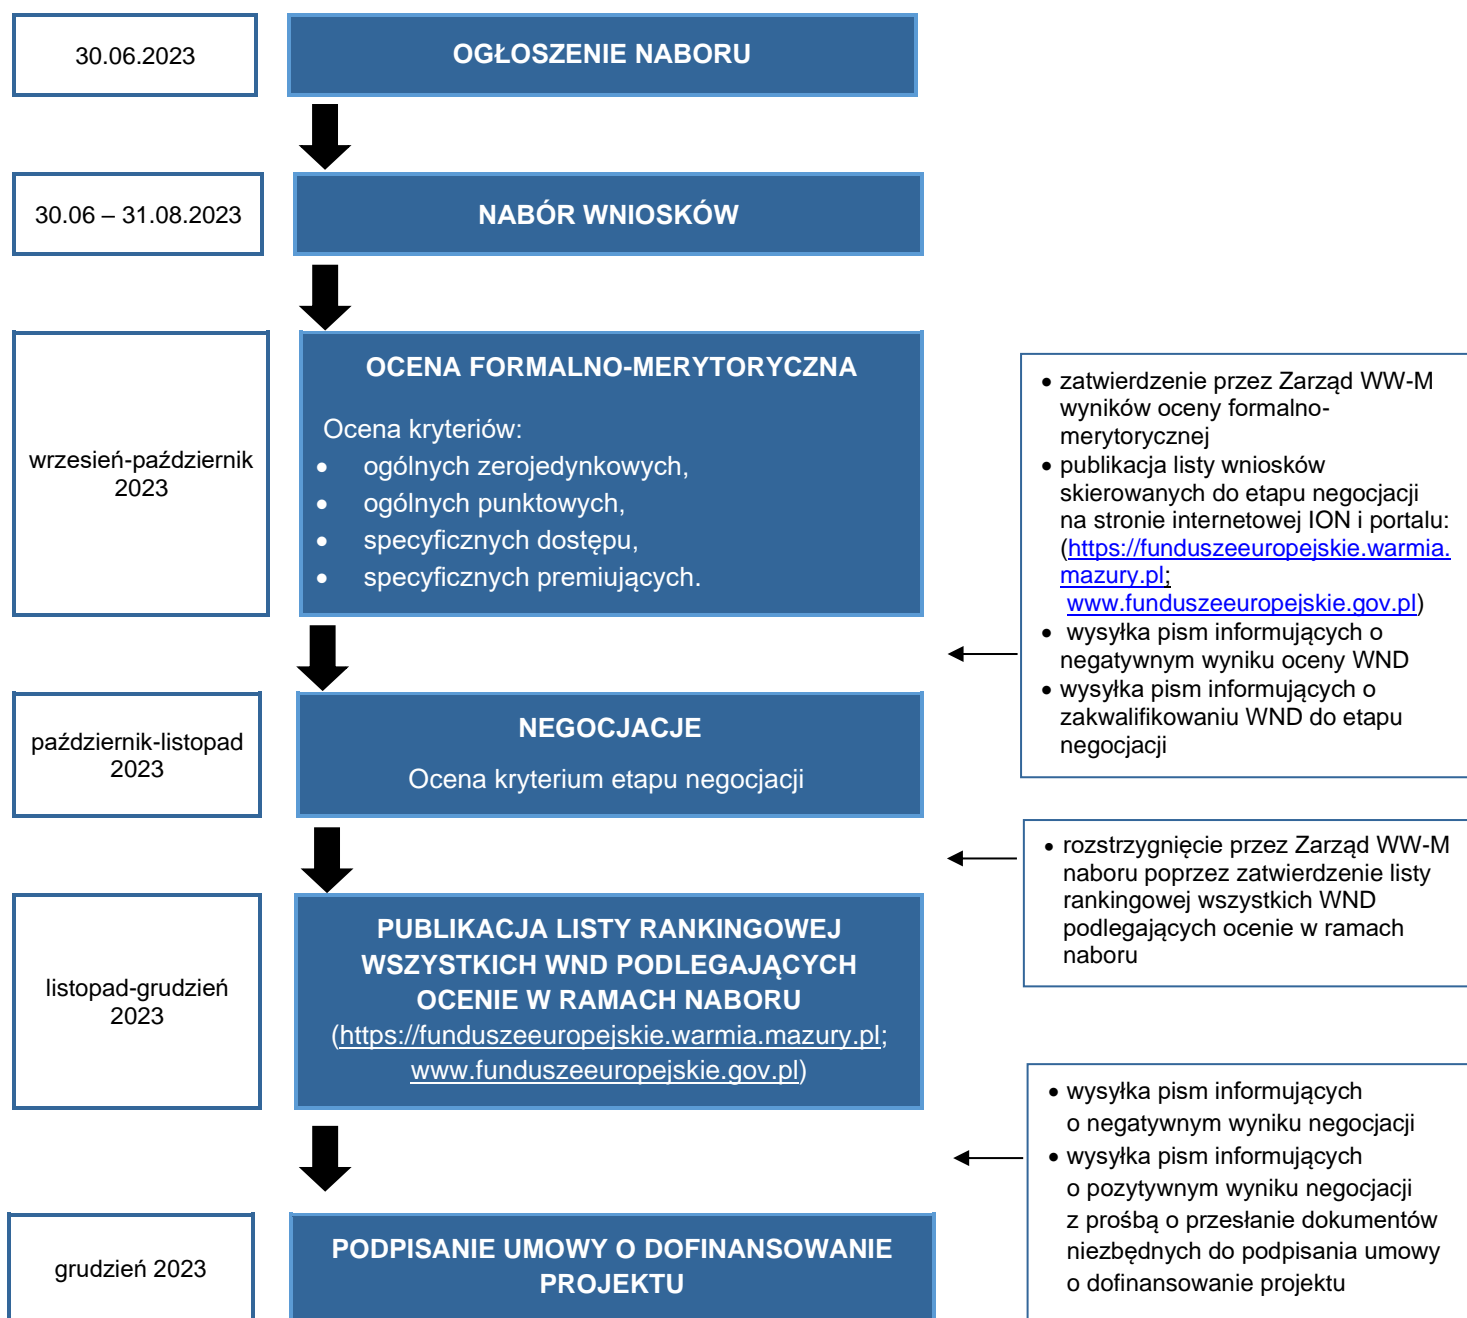 30.06.2023
OGŁOSZENIE NABORU
30.06 – 31.08.2023
NABÓR WNIOSKÓW
wrzesień-październik
2023
OCENA FORMALNO-MERYTORYCZNA
Ocena kryteriów:
• ogólnych zerojedynkowych,
• ogólnych punktowych,
• specyficznych dostępu,
• specyficznych premiujących.
• zatwierdzenie przez Zarząd WW-M
wyników oceny formalno-
merytorycznej
• publikacja listy wniosków
skierowanych do etapu negocjacji
na stronie internetowej ION i portalu:
(https://funduszeeuropejskie.warmia.
mazury.pl;
www.funduszeeuropejskie.gov.pl)
• wysyłka pism informujących o
negatywnym wyniku oceny WND
• wysyłka pism informujących o
zakwalifikowaniu WND do etapu
negocjacji
październik-listopad
2023
NEGOCJACJE
Ocena kryterium etapu negocjacji
• rozstrzygnięcie przez Zarząd WW-M
naboru poprzez zatwierdzenie listy
rankingowej wszystkich WND
podlegających ocenie w ramach
naboru
listopad-grudzień
2023
PUBLIKACJA LISTY RANKINGOWEJ
WSZYSTKICH WND PODLEGAJĄCYCH
OCENIE W RAMACH NABORU
(https://funduszeeuropejskie.warmia.mazury.pl;
www.funduszeeuropejskie.gov.pl)
• wysyłka pism informujących
o negatywnym wyniku negocjacji
• wysyłka pism informujących
o pozytywnym wyniku negocjacji
z prośbą o przesłanie dokumentów
niezbędnych do podpisania umowy
o dofinansowanie projektu
grudzień 2023
PODPISANIE UMOWY O DOFINANSOWANIE
PROJEKTU